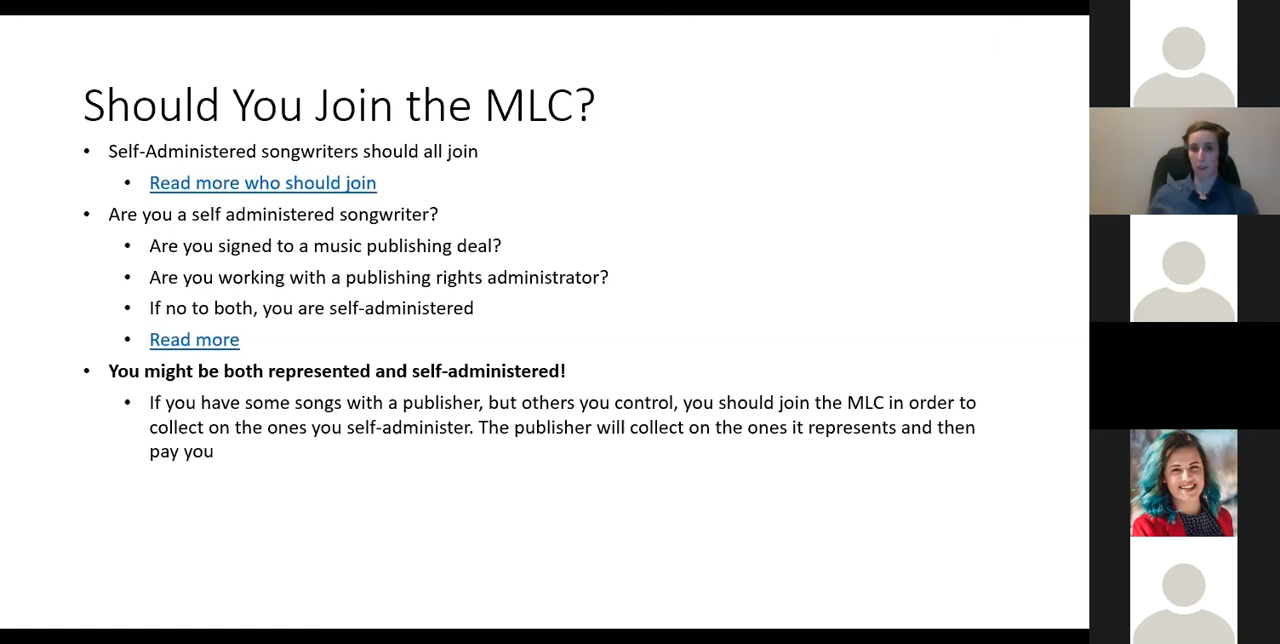 Should You Join the MLC?
• Self-Administered songwriters should all join
• Read more who should join
• Are you a self administered songwriter?
• Are you signed to a music publishing deal?
• Are you working with a publishing rights administrator?
• If no to both, you are self-administered
• Read more
• You might be both represented and self-administered!
• If you have some songs with a publisher, but others you control, you should join the MLC in order to
collect on the ones you self-administer. The publisher will collect on the ones it represents and then
pay you